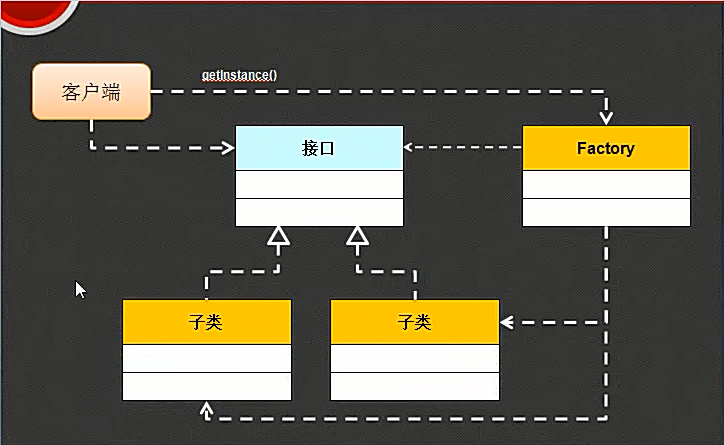 getInstance()
客户端
接口
Factory
子类
子类